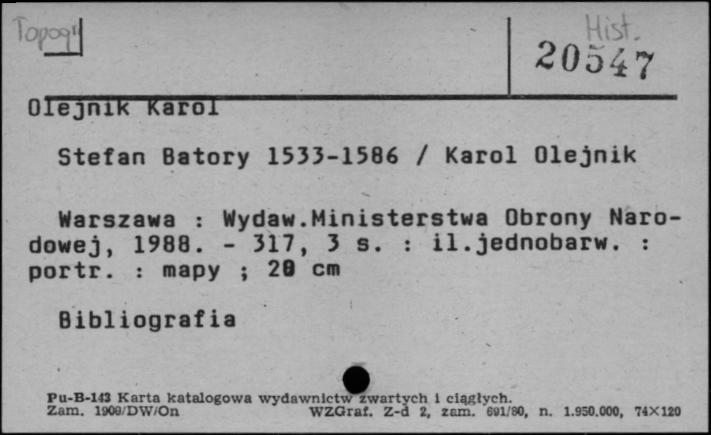 Topogr
Hist.
20547
Olejnik Karol
Stefan Batory 1533-1586 / Karol Olejnik
Warszawa : Wydaw.Ministerstwa Obrony Naro-
dowej, 1988. - 317, 3 s. : il.jednobarw. :
portr. : mapy ; 20 cm
Bibliografia
Pu-B-143 Karta katalogowa wydawnictw zwartych i ciągłych.
Zam. 1909/DW/On WZGraf. Z-d 2, zam. 691/80, n. 1.950.000, 74×120